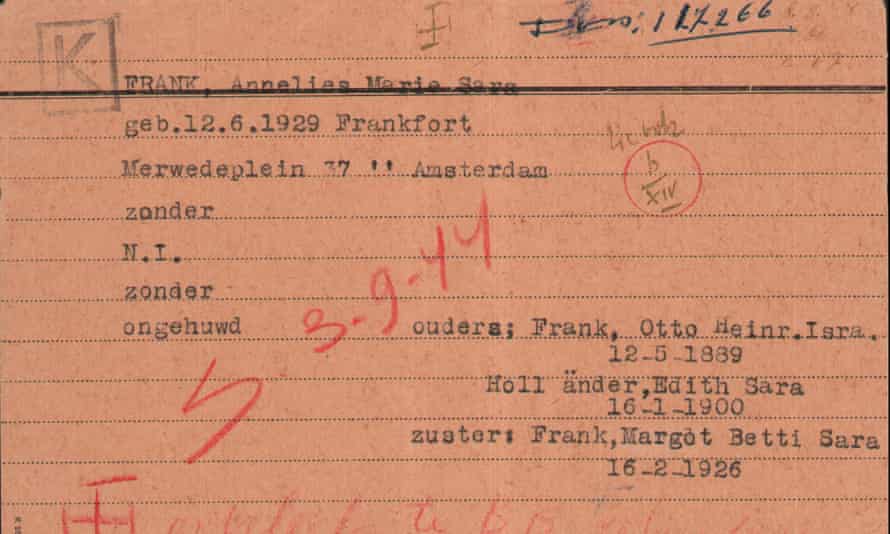 117266
K
FRANK, Annelies Marie Sara
geb.12.6.1929 Frankfort
Merwedeplein 37 '' Amsterdam
b
XIV
zonder
N.I.
zonder
3-9-44
ongehuwd ouders; Frank, Otto Heinr.Isra.
12-5-1889
Holl änder,Edith Sara
16-1-1900
zuster: Frank,Margot Betti Sara
16-2-1926